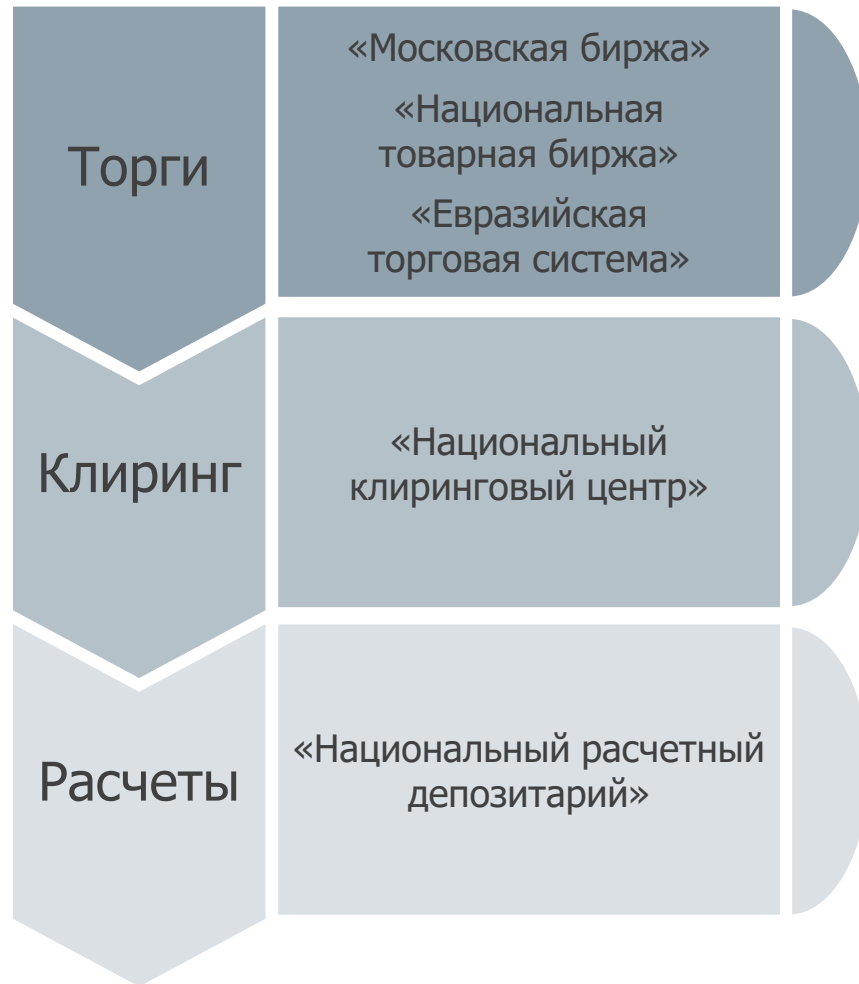 Торги
«Московская биржа»
«Национальная
товарная биржа»
«Евразийская
торговая система»
Клиринг
«Национальный
клиринговый центр»
Расчеты
«Национальный расчетный
депозитарий»